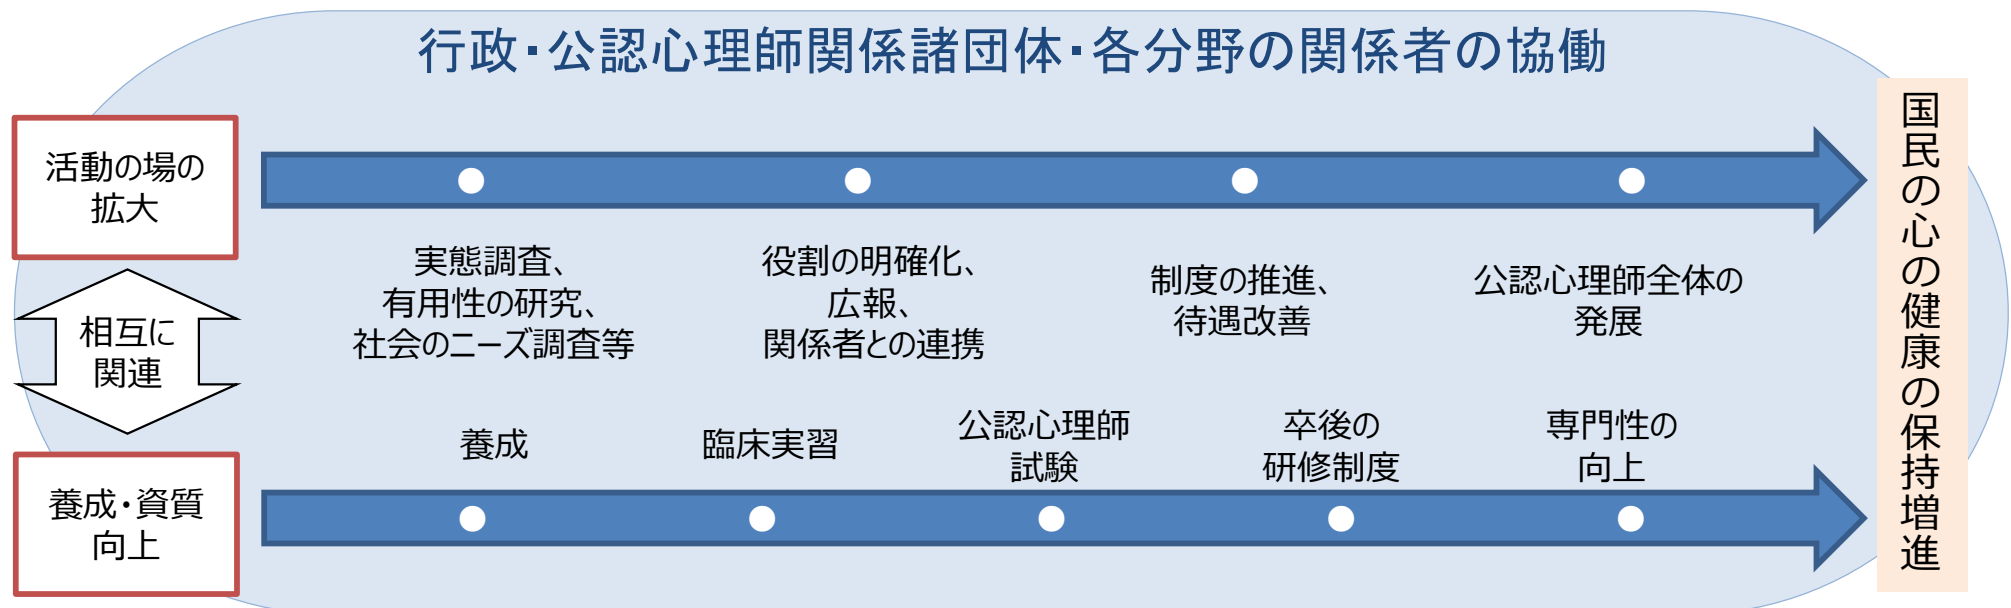 行政・公認心理師関係諸団体・各分野の関係者の協働
活動の場の
拡大
実態調査、
有用性の研究、
社会のニーズ調査等
役割の明確化、
広報、
関係者との連携
制度の推進、
待遇改善
公認心理師全体の
発展
相互に
関連
養成
臨床実習
公認心理師
試験
卒後の
研修制度
専門性の
向上
養成・資質
向上
国民の心の健康の保持増進